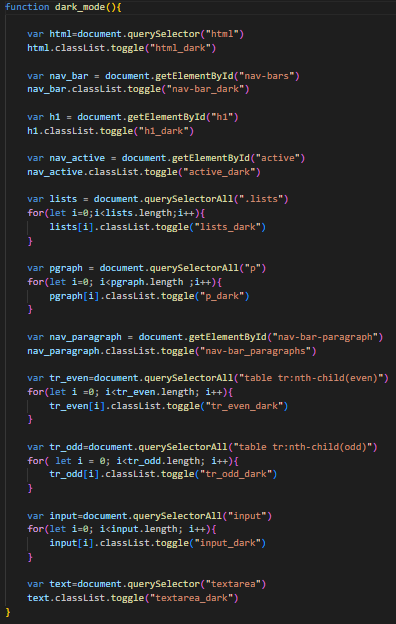 function dark_mode(){
var html=document.querySelector("html")
html.classList.toggle("html_dark")
var nav_bar = document.getElementById("nav-bars")
nav_bar.classList.toggle("nav-bar_dark")
var h1 = document.getElementById("h1")
h1.classList.toggle("h1_dark")
var nav_active = document.getElementById("active")
nav_active.classList.toggle("active_dark")
var lists = document.querySelectorAll(".lists")
for(let i=0;i<lists.length;i++){
lists[i].classList.toggle("lists_dark")
}
var pgraph = document.querySelectorAll("p")
for(let i=0; i<pgraph.length ;i++){
pgraph[i].classList.toggle("p_dark")
}
var nav_paragraph = document.getElementById("nav-bar-paragraph")
nav_paragraph.classList.toggle("nav-bar_paragraphs")
var tr_even=document.querySelectorAll("table tr:nth-child(even)")
for(let i =0; i<tr_even.length; i++){
tr_even[i].classList.toggle("tr_even_dark")
}
var tr_odd=document.querySelectorAll("table tr:nth-child(odd)")
for( let i = 0; i<tr_odd.length; i++){
tr_odd[i].classList.toggle("tr_odd_dark")
}
var input=document.querySelectorAll("input")
for(let i=0; i<input.length; i++){
input[i].classList.toggle("input_dark")
}
var text=document.querySelector("textarea")
text.classList.toggle("textarea_dark")
}